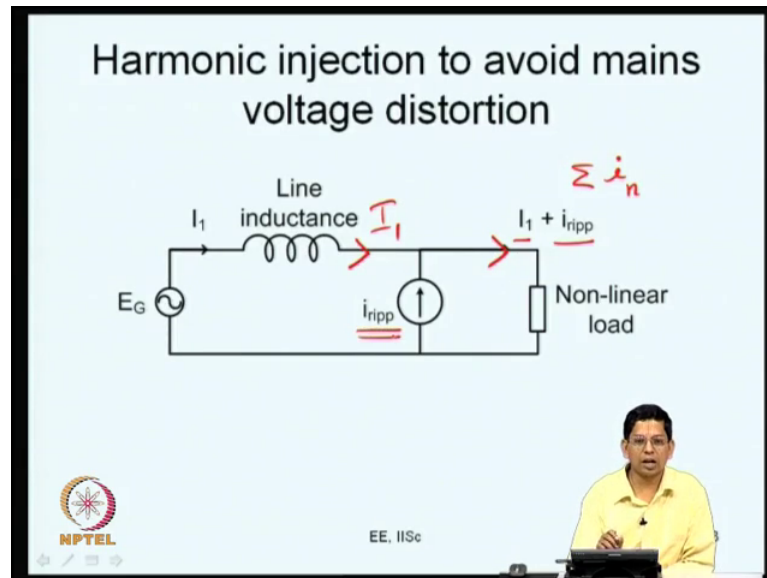 Harmonic injection to avoid mains
voltage distortion
Σ iₙ
Line
I₁ inductance I₁ I₁ + iripp
EG
iripp
Non-linear
load
NPTEL
EE, IISc